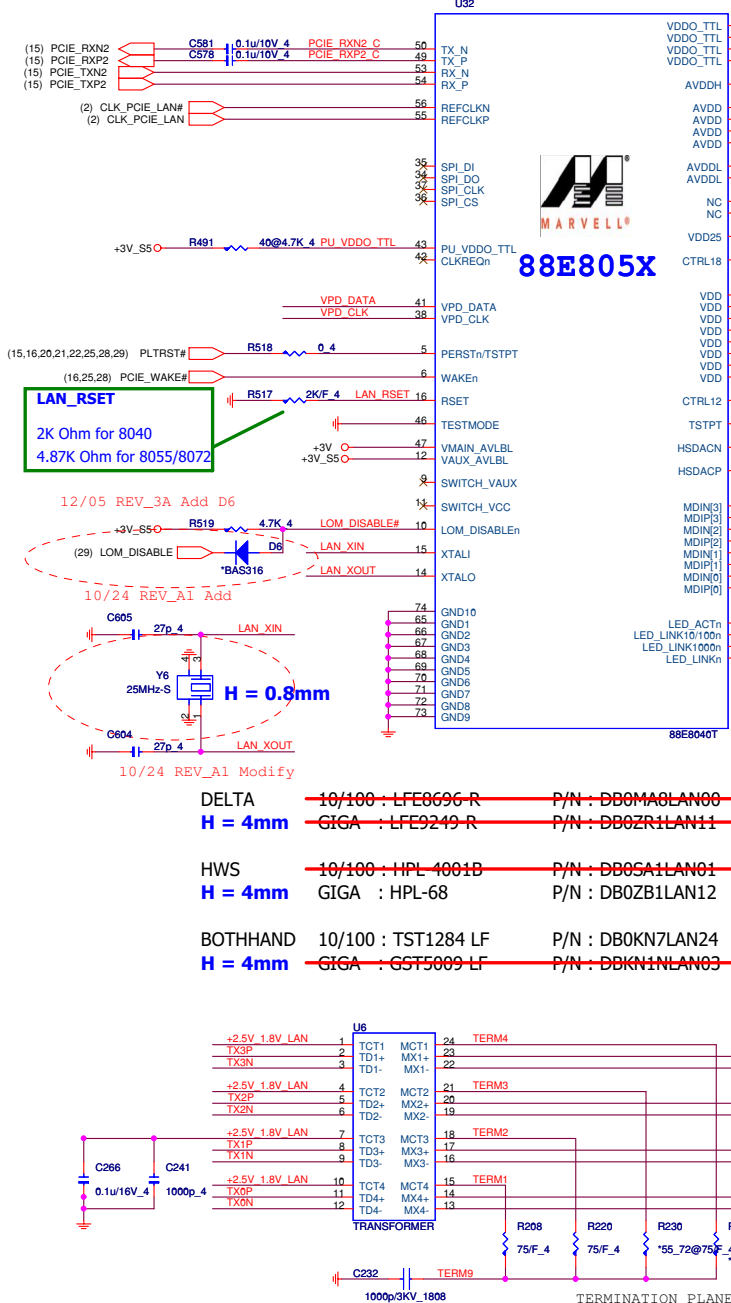 U32
(15) PCIE_RXN2 C581 0.1u/10V_4 PCIE_RXN2_C 50 TX_N
(15) PCIE_RXP2 C578 0.1u/10V_4 PCIE_RXP2_C 49 TX_P
(15) PCIE_TXN2 53 RX_N
(15) PCIE_TXP2 54 RX_P
(2) CLK_PCIE_LAN# 56 REFCLKN
(2) CLK_PCIE_LAN 55 REFCLKP
35 SPI_DI
34 SPI_DO
37 SPI_CLK
36 SPI_CS
+3V_S5 R491 40@4.7K_4 PU_VDDO_TTL 43 PU_VDDO_TTL
42 CLKREQn
VPD_DATA 41 VPD_DATA
VPD_CLK 38 VPD_CLK
(15,16,20,21,22,25,28,29) PLTRST# R518 0_4 5 PERSTn/TSTPT
(16,25,28) PCIE_WAKE# 6 WAKEn
R517 2K/F_4 LAN_RSET 16 RSET
LAN_RSET
2K Ohm for 8040
4.87K Ohm for 8055/8072
46 TESTMODE
+3V 47 VMAIN_AVLBL
+3V_S5 12 VAUX_AVLBL
9 SWITCH_VAUX
11 SWITCH_VCC
12/05 REV_3A Add D6
+3V_S5 R519 4.7K_4 LOM_DISABLE# 10 LOM_DISABLEn
(29) LOM_DISABLE D6 LAN_XIN 15 XTALI
*BAS316 LAN_XOUT 14 XTALO
10/24 REV_A1 Add
74 GND10
65 GND1
66 GND2
67 GND3
68 GND4
69 GND5
70 GND6
71 GND7
72 GND8
73 GND9
MARVELL®
88E805X
VDDO_TTL
VDDO_TTL
VDDO_TTL
VDDO_TTL
AVDDH
AVDD
AVDD
AVDD
AVDD
AVDDL
AVDDL
NC
NC
VDD25
CTRL18
VDD
VDD
VDD
VDD
VDD
VDD
VDD
VDD
CTRL12
TSTPT
HSDACN
HSDACP
MDIN[3]
MDIP[3]
MDIN[2]
MDIP[2]
MDIN[1]
MDIP[1]
MDIN[0]
MDIP[0]
LED_ACTn
LED_LINK10/100n
LED_LINK1000n
LED_LINKn
88E8040T
C605 27p_4 LAN_XIN
4 3
Y6
25MHz-S
H = 0.8mm
2 1
C604 27p_4 LAN_XOUT
10/24 REV_A1 Modify
DELTA 10/100 : LFE8696-R P/N : DB0MA8LAN00
H = 4mm GIGA : LFE9249-R P/N : DB0ZR1LAN11
HWS 10/100 : HPL-4001B P/N : DB0SA1LAN01
H = 4mm GIGA : HPL-68 P/N : DB0ZB1LAN12
BOTHHAND 10/100 : TST1284 LF P/N : DB0KN7LAN24
H = 4mm GIGA : GST5009 LF P/N : DBKN1NLAN03
U6
+2.5V_1.8V_LAN 1 TCT1 MCT1 24 TERM4
TX3P 2 TD1+ MX1+ 23
TX3N 3 TD1- MX1- 22
+2.5V_1.8V_LAN 4 TCT2 MCT2 21 TERM3
TX2P 5 TD2+ MX2+ 20
TX2N 6 TD2- MX2- 19
+2.5V_1.8V_LAN 7 TCT3 MCT3 18 TERM2
TX1P 8 TD3+ MX3+ 17
TX1N 9 TD3- MX3- 16
+2.5V_1.8V_LAN 10 TCT4 MCT4 15 TERM1
TX0P 11 TD4+ MX4+ 14
TX0N 12 TD4- MX4- 13
TRANSFORMER
C266 C241
0.1u/16V_4 1000p_4
R208 R220 R230
75/F_4 75/F_4 *55_72@75/F_4
C232 TERM9
1000p/3KV_1808
TERMINATION PLANE